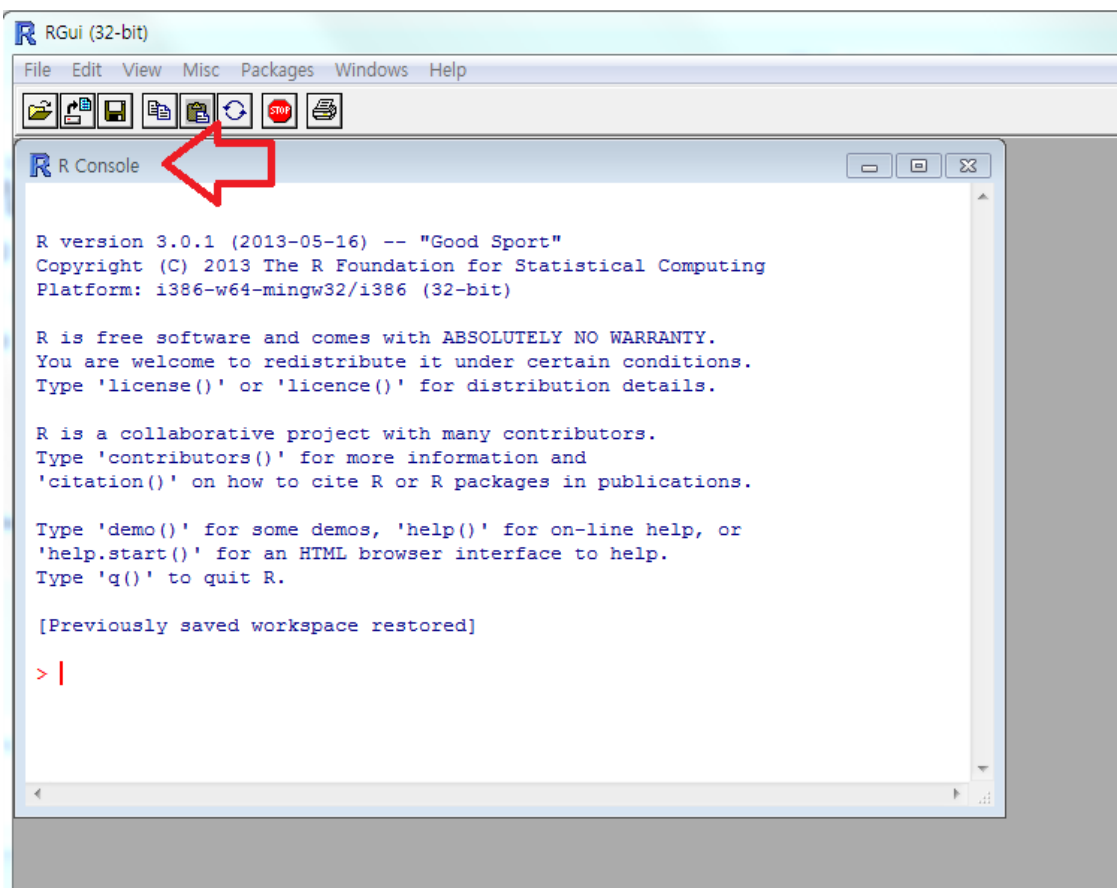 RGui (32-bit)
File Edit View Misc Packages Windows Help
STOP
R Console
R version 3.0.1 (2013-05-16) -- "Good Sport"
Copyright (C) 2013 The R Foundation for Statistical Computing
Platform: i386-w64-mingw32/i386 (32-bit)
R is free software and comes with ABSOLUTELY NO WARRANTY.
You are welcome to redistribute it under certain conditions.
Type 'license()' or 'licence()' for distribution details.
R is a collaborative project with many contributors.
Type 'contributors()' for more information and
'citation()' on how to cite R or R packages in publications.
Type 'demo()' for some demos, 'help()' for on-line help, or
'help.start()' for an HTML browser interface to help.
Type 'q()' to quit R.
[Previously saved workspace restored]
>